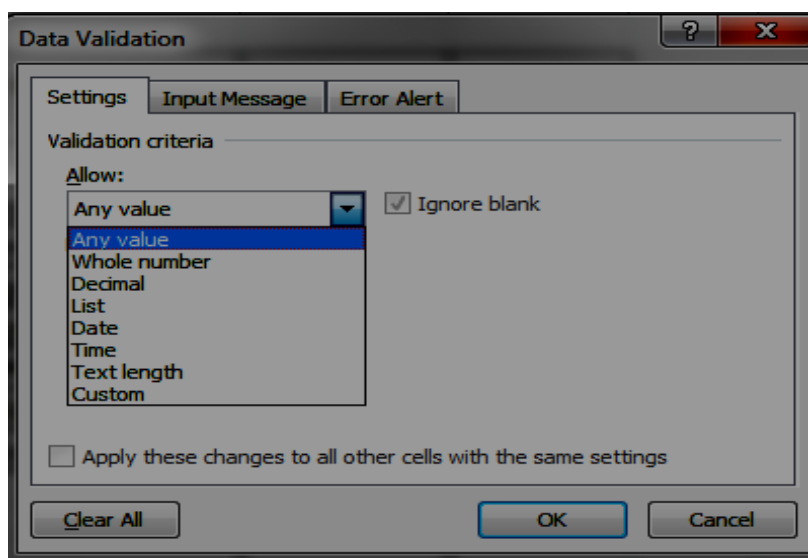 Data Validation
Settings Input Message Error Alert
Validation criteria
Allow:
Any value Ignore blank
Any value
Whole number
Decimal
List
Date
Time
Text length
Custom
Apply these changes to all other cells with the same settings
Clear All OK Cancel